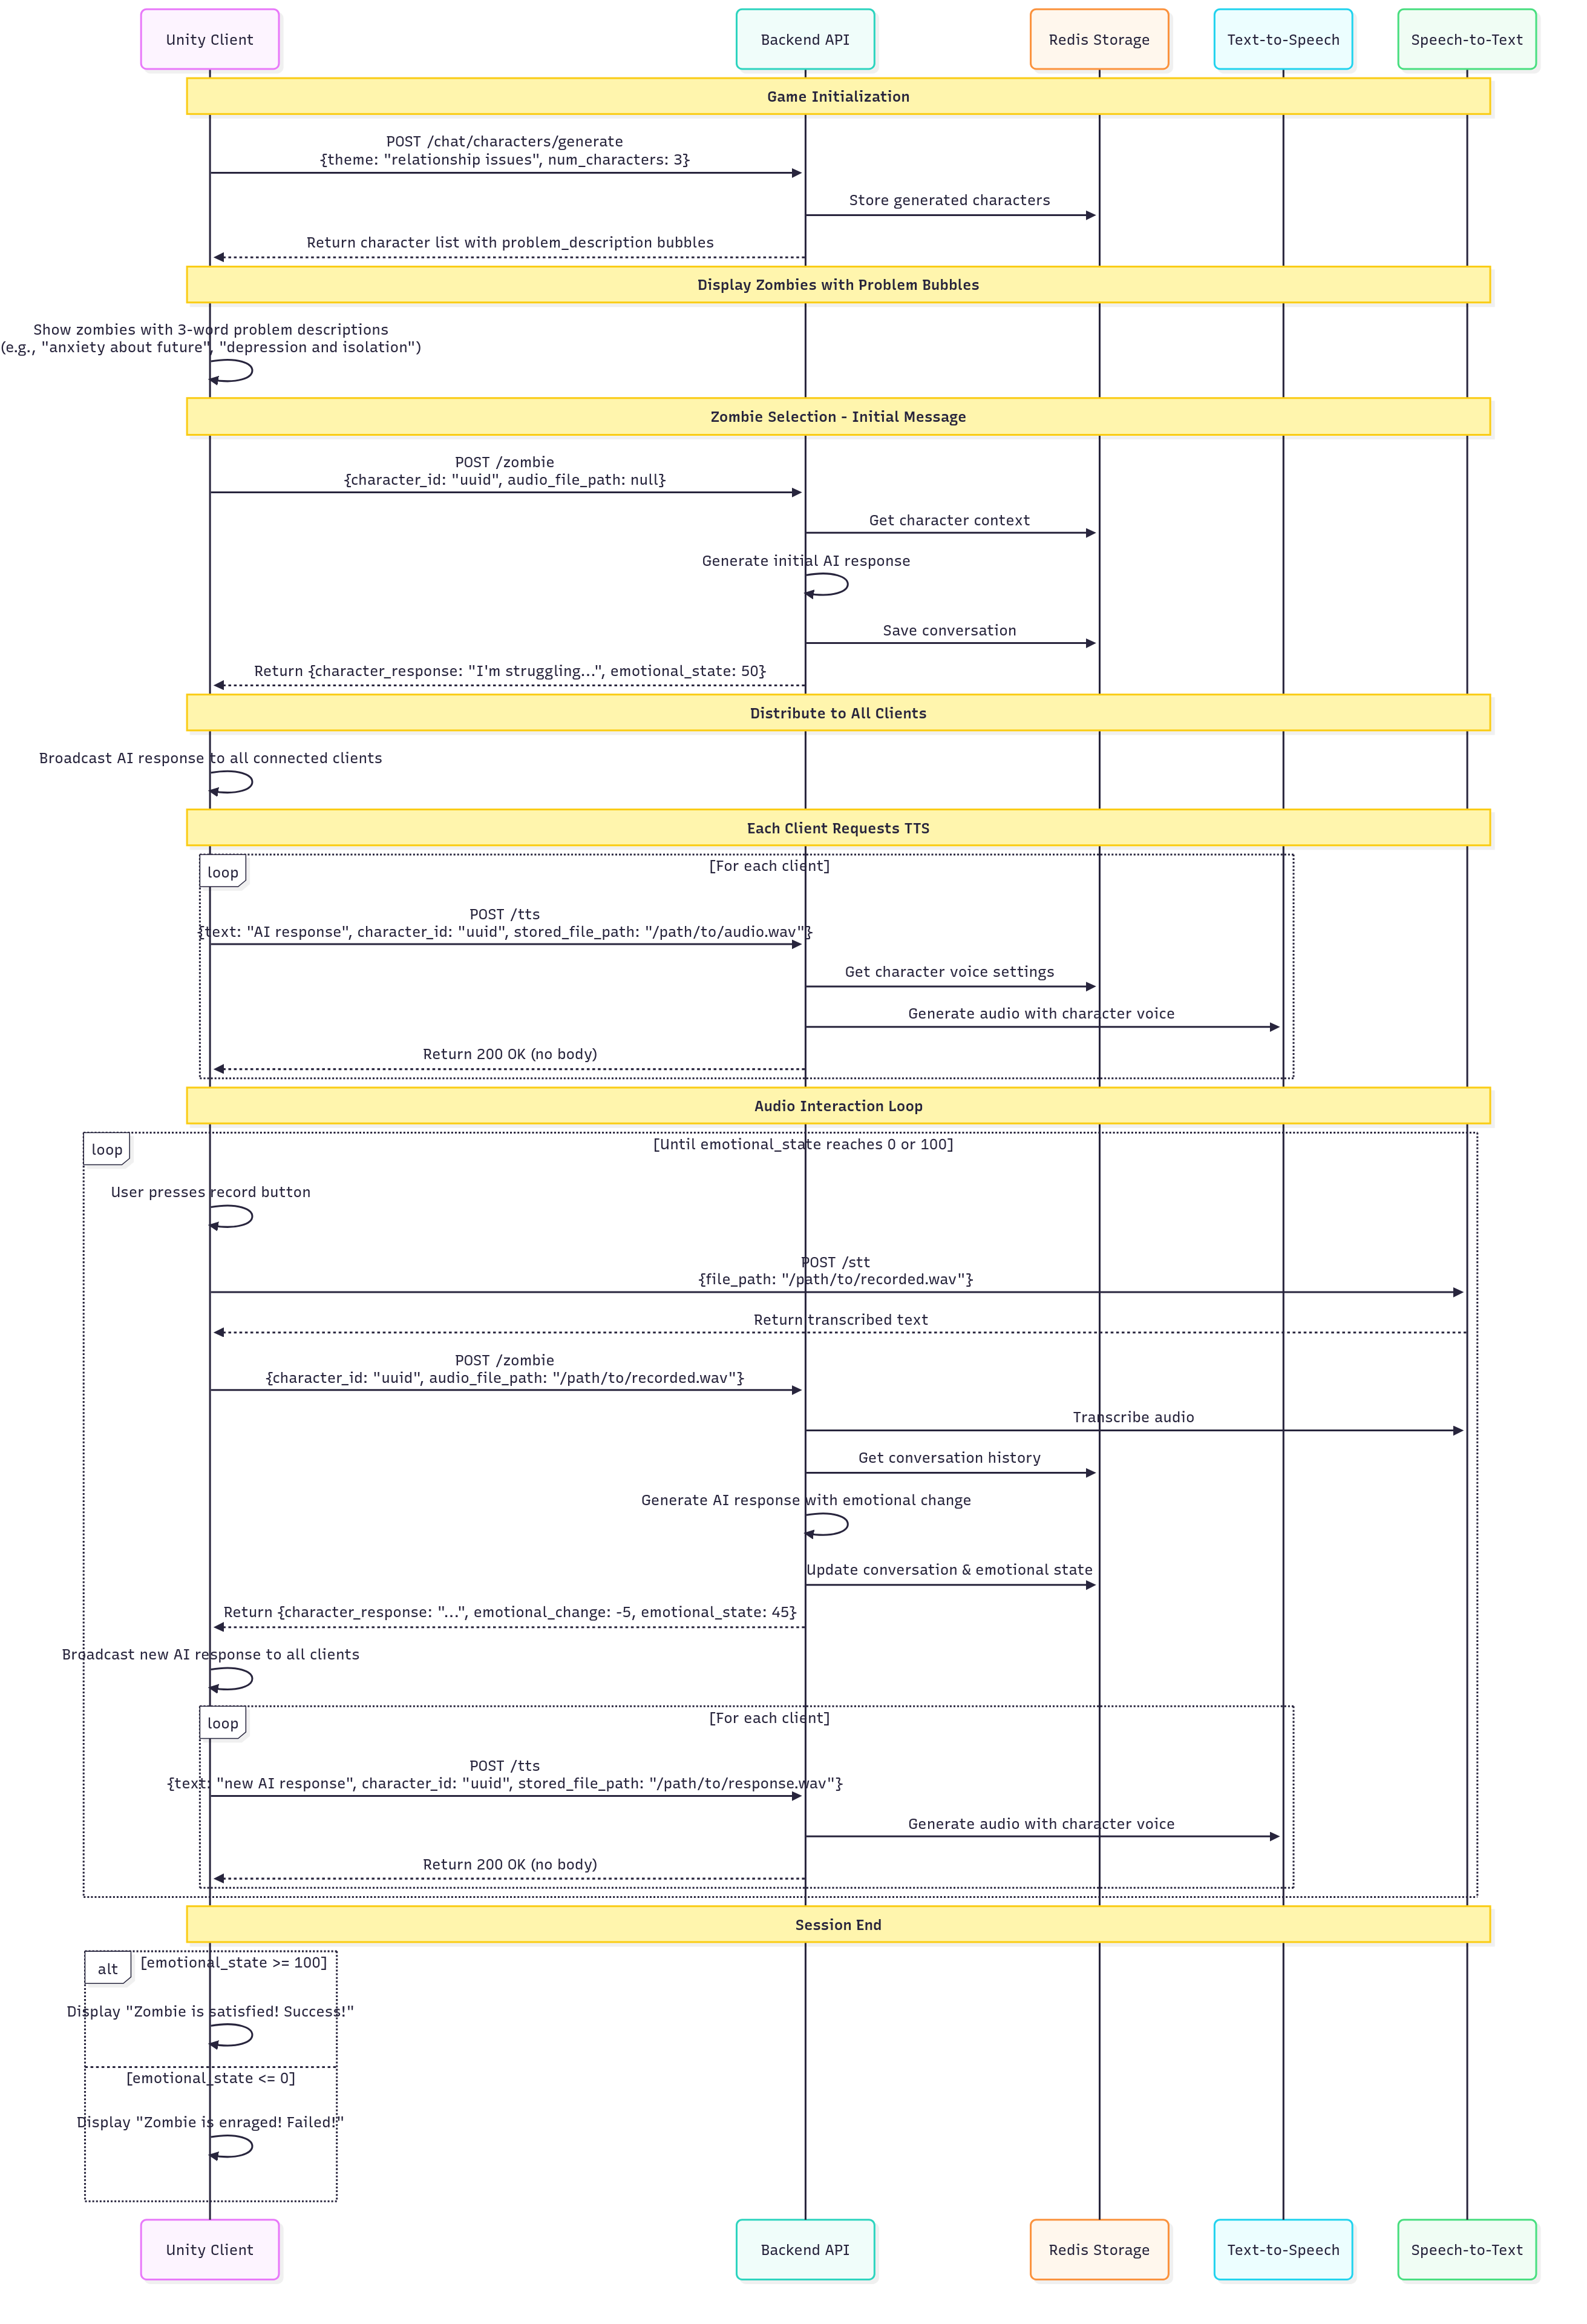 Unity Client
Backend API
Redis Storage
Text-to-Speech
Speech-to-Text
Game Initialization
POST /chat/characters/generate
{theme: "relationship issues", num_characters: 3}
Store generated characters
Return character list with problem_description bubbles
Display Zombies with Problem Bubbles
Show zombies with 3-word problem descriptions
(e.g., "anxiety about future", "depression and isolation")
Zombie Selection - Initial Message
POST /zombie
{character_id: "uuid", audio_file_path: null}
Get character context
Generate initial AI response
Save conversation
Return {character_response: "I'm struggling...", emotional_state: 50}
Distribute to All Clients
Broadcast AI response to all connected clients
Each Client Requests TTS
loop
[For each client]
POST /tts
{text: "AI response", character_id: "uuid", stored_file_path: "/path/to/audio.wav"}
Get character voice settings
Generate audio with character voice
Return 200 OK (no body)
Audio Interaction Loop
loop
[Until emotional_state reaches 0 or 100]
User presses record button
POST /stt
{file_path: "/path/to/recorded.wav"}
Return transcribed text
POST /zombie
{character_id: "uuid", audio_file_path: "/path/to/recorded.wav"}
Transcribe audio
Get conversation history
Generate AI response with emotional change
Update conversation & emotional state
Return {character_response: "...", emotional_change: -5, emotional_state: 45}
Broadcast new AI response to all clients
loop
[For each client]
POST /tts
{text: "new AI response", character_id: "uuid", stored_file_path: "/path/to/response.wav"}
Generate audio with character voice
Return 200 OK (no body)
Session End
alt
[emotional_state >= 100]
Display "Zombie is satisfied! Success!"
[emotional_state <= 0]
Display "Zombie is enraged! Failed!"
Unity Client
Backend API
Redis Storage
Text-to-Speech
Speech-to-Text